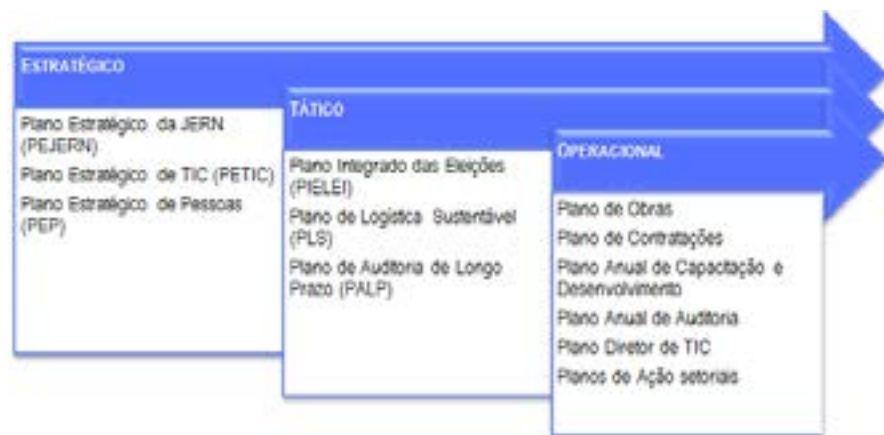 ESTRATÉGICO
Plano Estratégico da JERN
(PEJERN)
Plano Estratégico de TIC (PETIC)
Plano Estratégico de Pessoas
(PEP)
TÁTICO
Plano Integrado das Eleições
(PIELEI)
Plano de Logística Sustentável
(PLS)
Plano de Auditoria de Longo
Prazo (PALP)
OPERACIONAL
Plano de Obras
Plano de Contratações
Plano Anual de Capacitação e
Desenvolvimento
Plano Anual de Auditoria
Plano Diretor de TIC
Planos de Ação setoriais